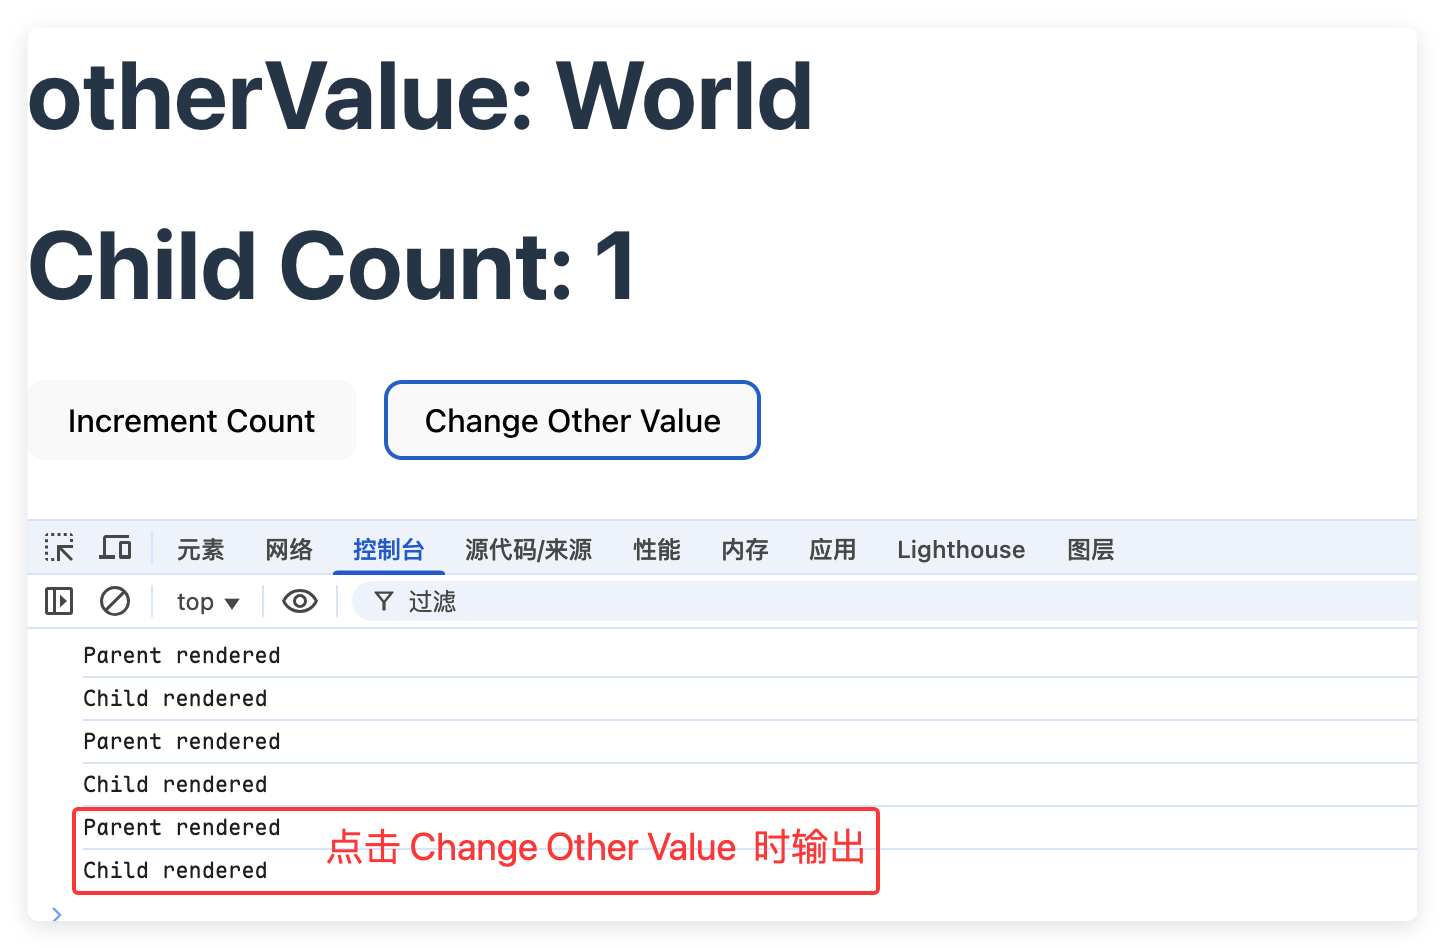 otherValue: World
Child Count: 1
Increment Count Change Other Value
元素 网络 控制台 源代码/来源 性能 内存 应用 Lighthouse 图层
top 过滤
Parent rendered
Child rendered
Parent rendered
Child rendered
Parent rendered
点击 Change Other Value 时输出
Child rendered